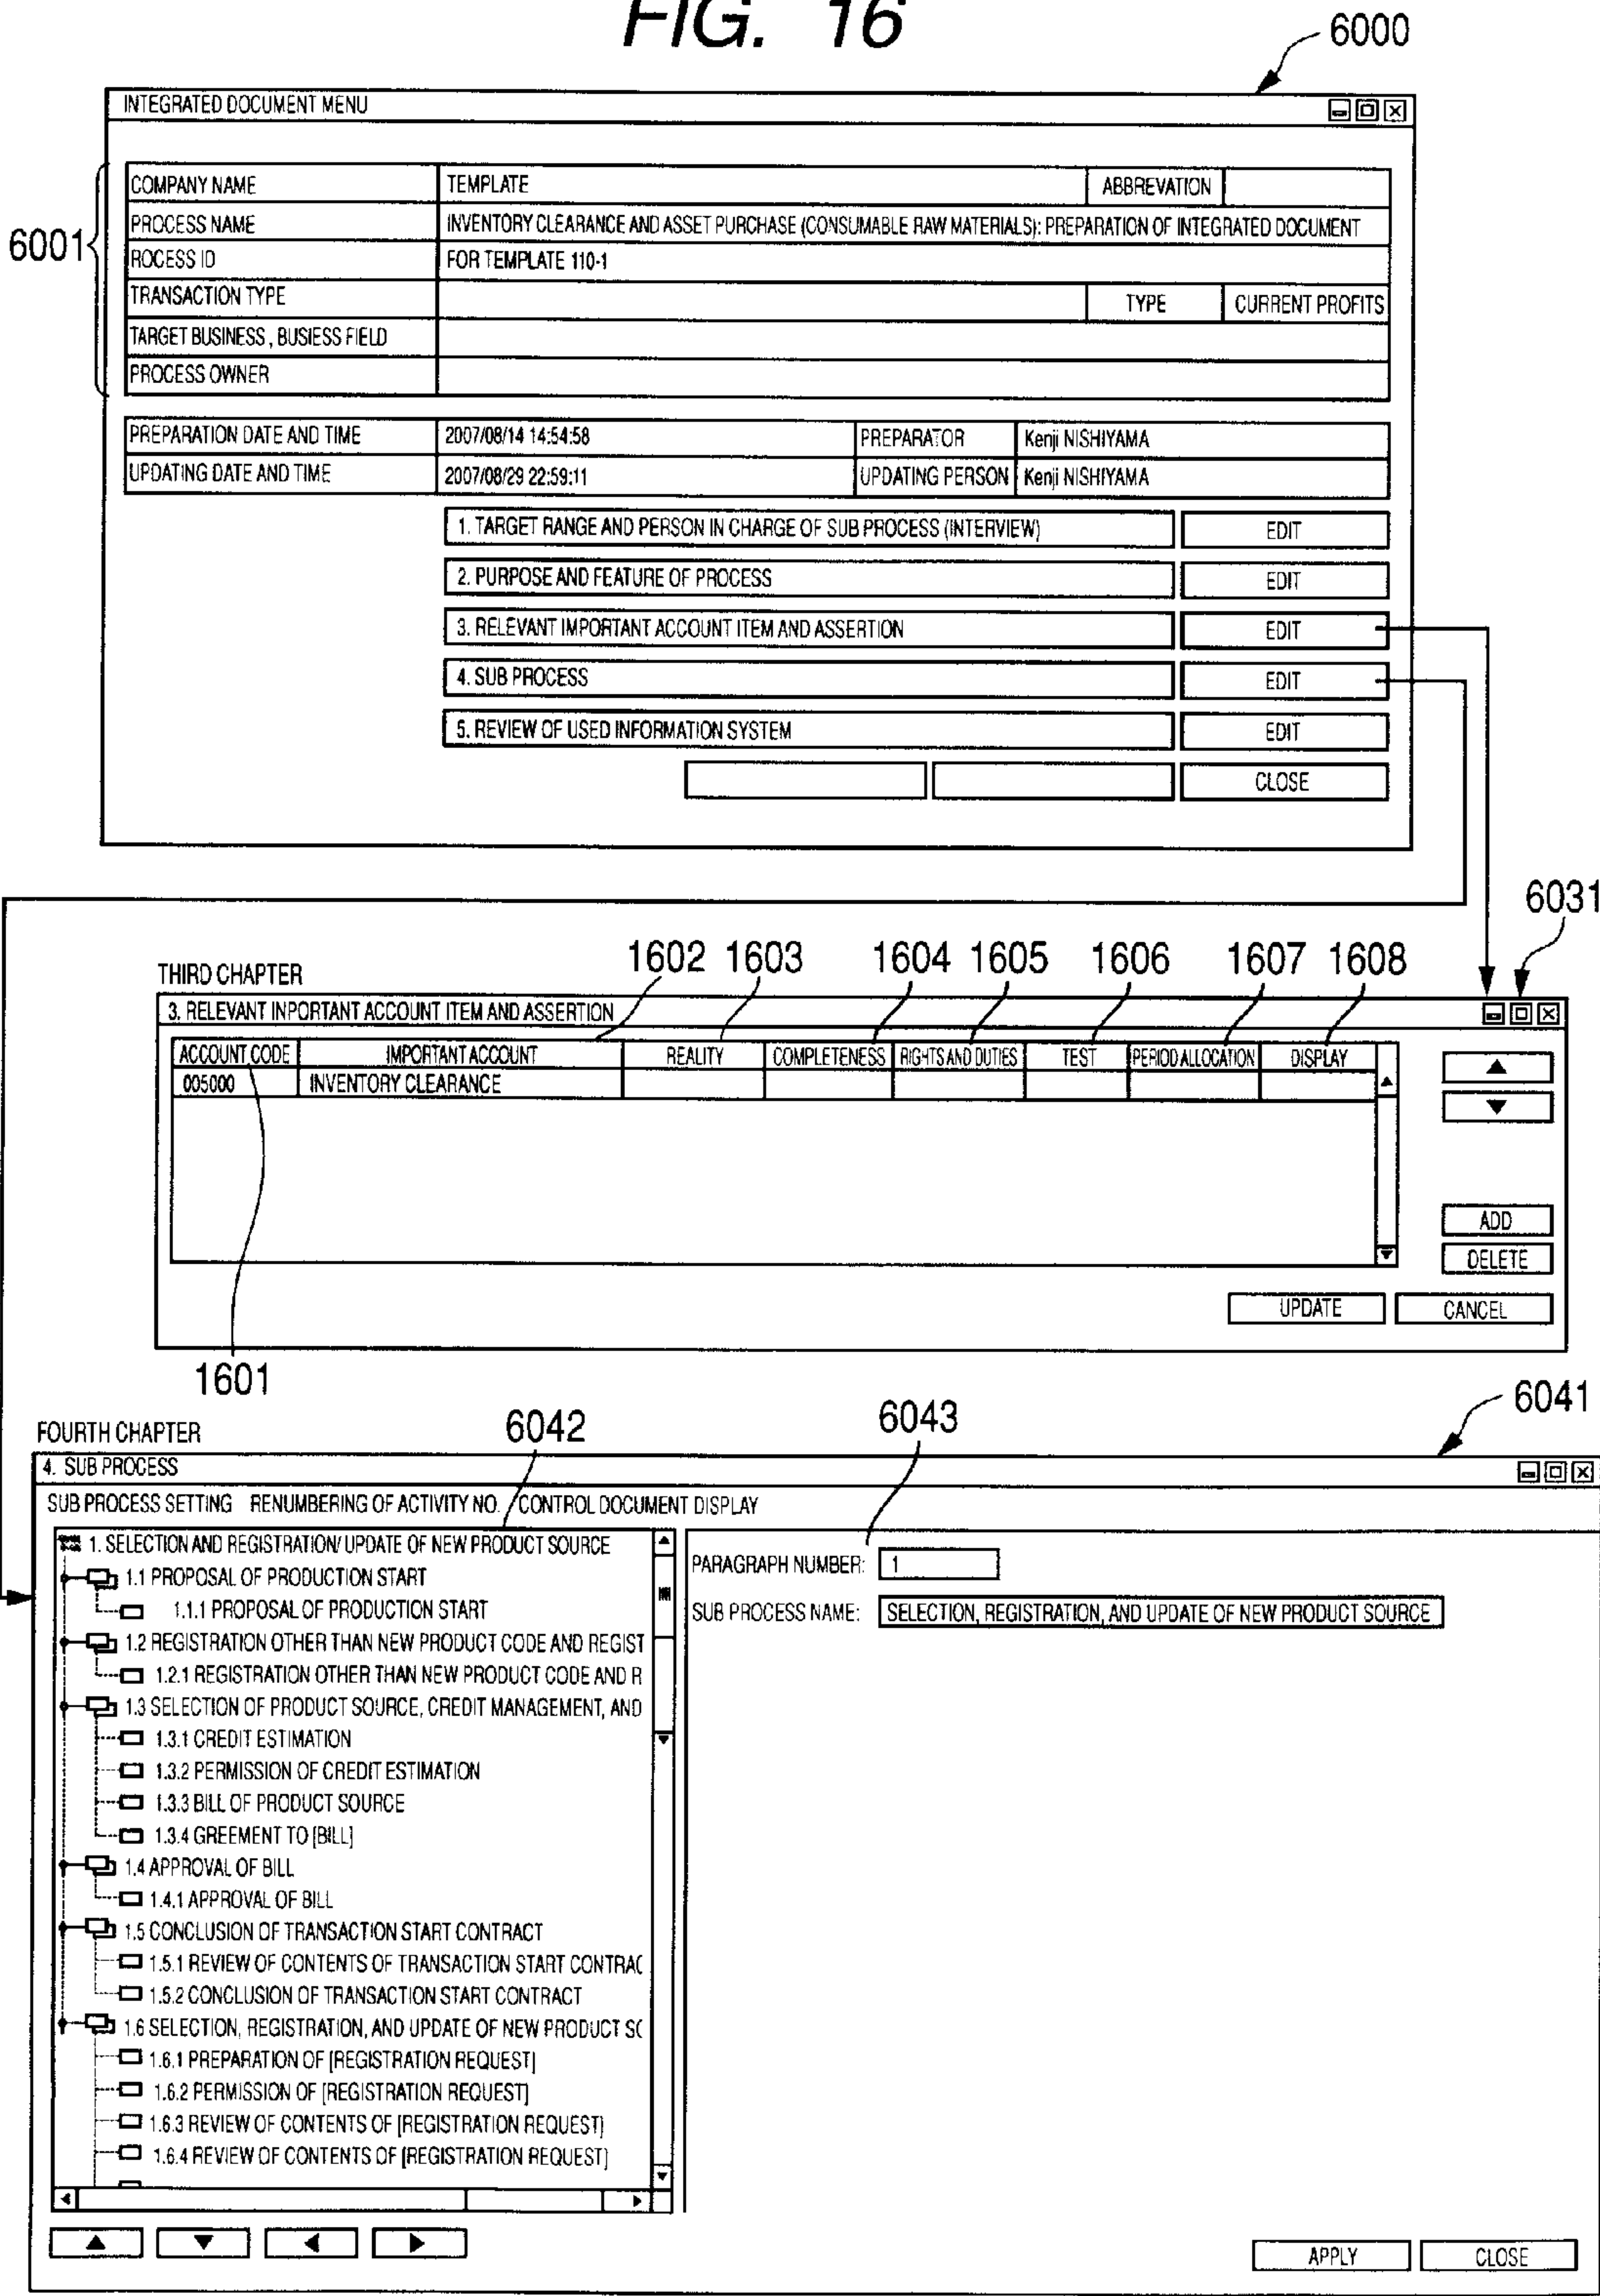 FIG. 16
6000
INTEGRATED DOCUMENT MENU
6001
COMPANY NAME TEMPLATE ABBREVATION
PROCESS NAME INVENTORY CLEARANCE AND ASSET PURCHASE (CONSUMABLE RAW MATERIALS): PREPARATION OF INTEGRATED DOCUMENT
ROCESS ID FOR TEMPLATE 110-1
TRANSACTION TYPE TYPE CURRENT PROFITS
TARGET BUSINESS , BUSIESS FIELD
PROCESS OWNER
PREPARATION DATE AND TIME 2007/08/14 14:54:58 PREPARATOR Kenji NISHIYAMA
UPDATING DATE AND TIME 2007/08/29 22:59:11 UPDATING PERSON Kenji NISHIYAMA
1. TARGET RANGE AND PERSON IN CHARGE OF SUB PROCESS (INTERVIEW) EDIT
2. PURPOSE AND FEATURE OF PROCESS EDIT
3. RELEVANT IMPORTANT ACCOUNT ITEM AND ASSERTION EDIT
4. SUB PROCESS EDIT
5. REVIEW OF USED INFORMATION SYSTEM EDIT
CLOSE
6031
1602 1603 1604 1605 1606 1607 1608
THIRD CHAPTER
3. RELEVANT INPORTANT ACCOUNT ITEM AND ASSERTION
ACCOUNT CODE IMPORTANT ACCOUNT REALITY COMPLETENESS RIGHTS AND DUTIES TEST PERIOD ALLOCATION DISPLAY
005000 INVENTORY CLEARANCE
ADD
DELETE
UPDATE CANCEL
1601
6041
6042 6043
FOURTH CHAPTER
4. SUB PROCESS
SUB PROCESS SETTING RENUMBERING OF ACTIVITY NO. CONTROL DOCUMENT DISPLAY
1. SELECTION AND REGISTRATION/ UPDATE OF NEW PRODUCT SOURCE
1.1 PROPOSAL OF PRODUCTION START
1.1.1 PROPOSAL OF PRODUCTION START
1.2 REGISTRATION OTHER THAN NEW PRODUCT CODE AND REGIST
1.2.1 REGISTRATION OTHER THAN NEW PRODUCT CODE AND R
1.3 SELECTION OF PRODUCT SOURCE, CREDIT MANAGEMENT, AND
1.3.1 CREDIT ESTIMATION
1.3.2 PERMISSION OF CREDIT ESTIMATION
1.3.3 BILL OF PRODUCT SOURCE
1.3.4 GREEMENT TO [BILL]
1.4 APPROVAL OF BILL
1.4.1 APPROVAL OF BILL
1.5 CONCLUSION OF TRANSACTION START CONTRACT
1.5.1 REVIEW OF CONTENTS OF TRANSACTION START CONTRAC
1.5.2 CONCLUSION OF TRANSACTION START CONTRACT
1.6 SELECTION, REGISTRATION, AND UPDATE OF NEW PRODUCT SO
1.6.1 PREPARATION OF [REGISTRATION REQUEST]
1.6.2 PERMISSION OF [REGISTRATION REQUEST]
1.6.3 REVIEW OF CONTENTS OF [REGISTRATION REQUEST]
1.6.4 REVIEW OF CONTENTS OF [REGISTRATION REQUEST]
PARAGRAPH NUMBER: 1
SUB PROCESS NAME: SELECTION, REGISTRATION, AND UPDATE OF NEW PRODUCT SOURCE
APPLY CLOSE